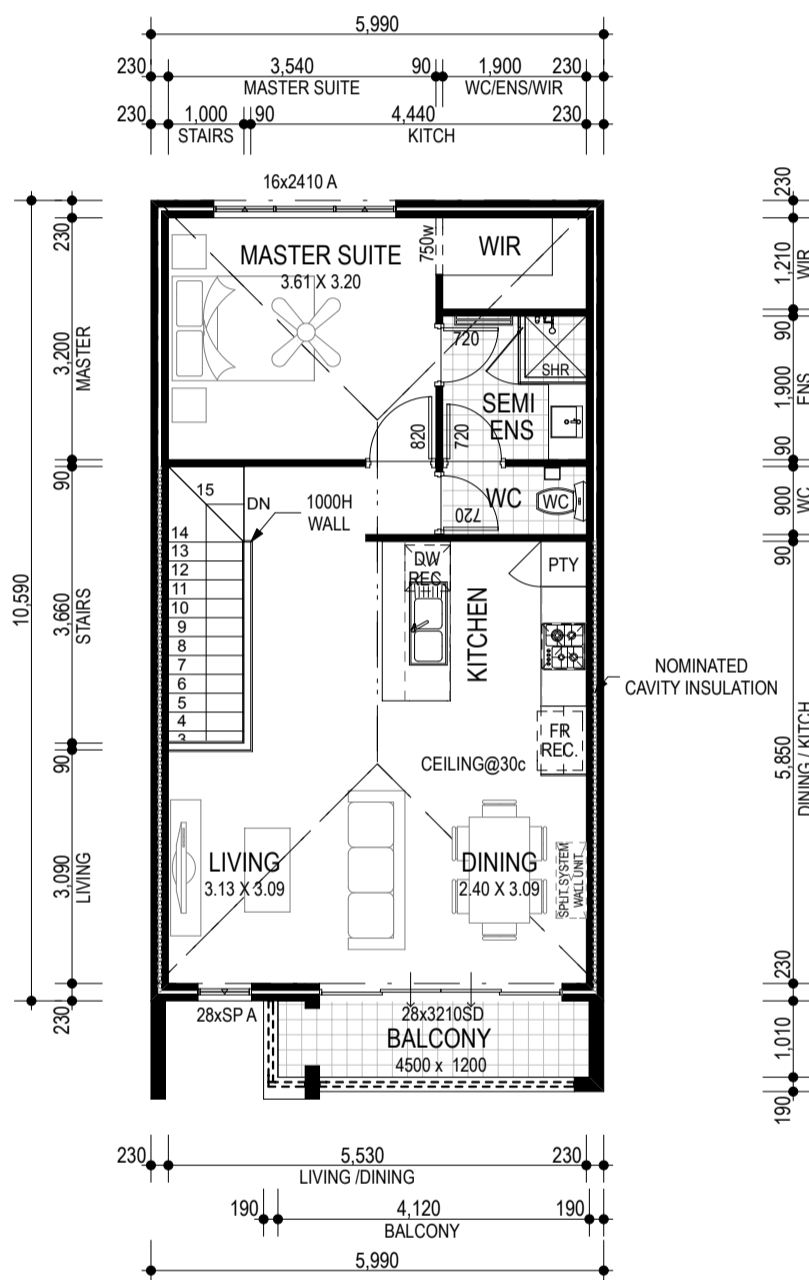 5,990
230 3,540 90 1,900 230
MASTER SUITE WC/ENS/WIR
230 1,000 90 4,440 230
STAIRS KITCH
16x2410 A
230
MASTER SUITE
3.61 X 3.20
750w
WIR
1,210
WIR
230
3,200
MASTER
720
SHR
90
1,900
ENS
SEMI
ENS
820
720
90
90
15
DN
1000H
WALL
WC
WC
720
900
WC
90
14
13
12
11
10
9
8
7
6
5
4
3
DW
REC.
PTY
KITCHEN
10,590
3,660
STAIRS
NOMINATED
CAVITY INSULATION
FR
REC.
90
CEILING@30c
5,850
DINING / KITCH
LIVING
3.13 X 3.09
DINING
2.40 X 3.09
SPLIT SYSTEM
WALL UNIT
3,090
LIVING
230
230
28xSP A
28x3210SD
BALCONY
4500 x 1200
1,010
190
230 5,530 230
LIVING /DINING
190 4,120 190
BALCONY
5,990